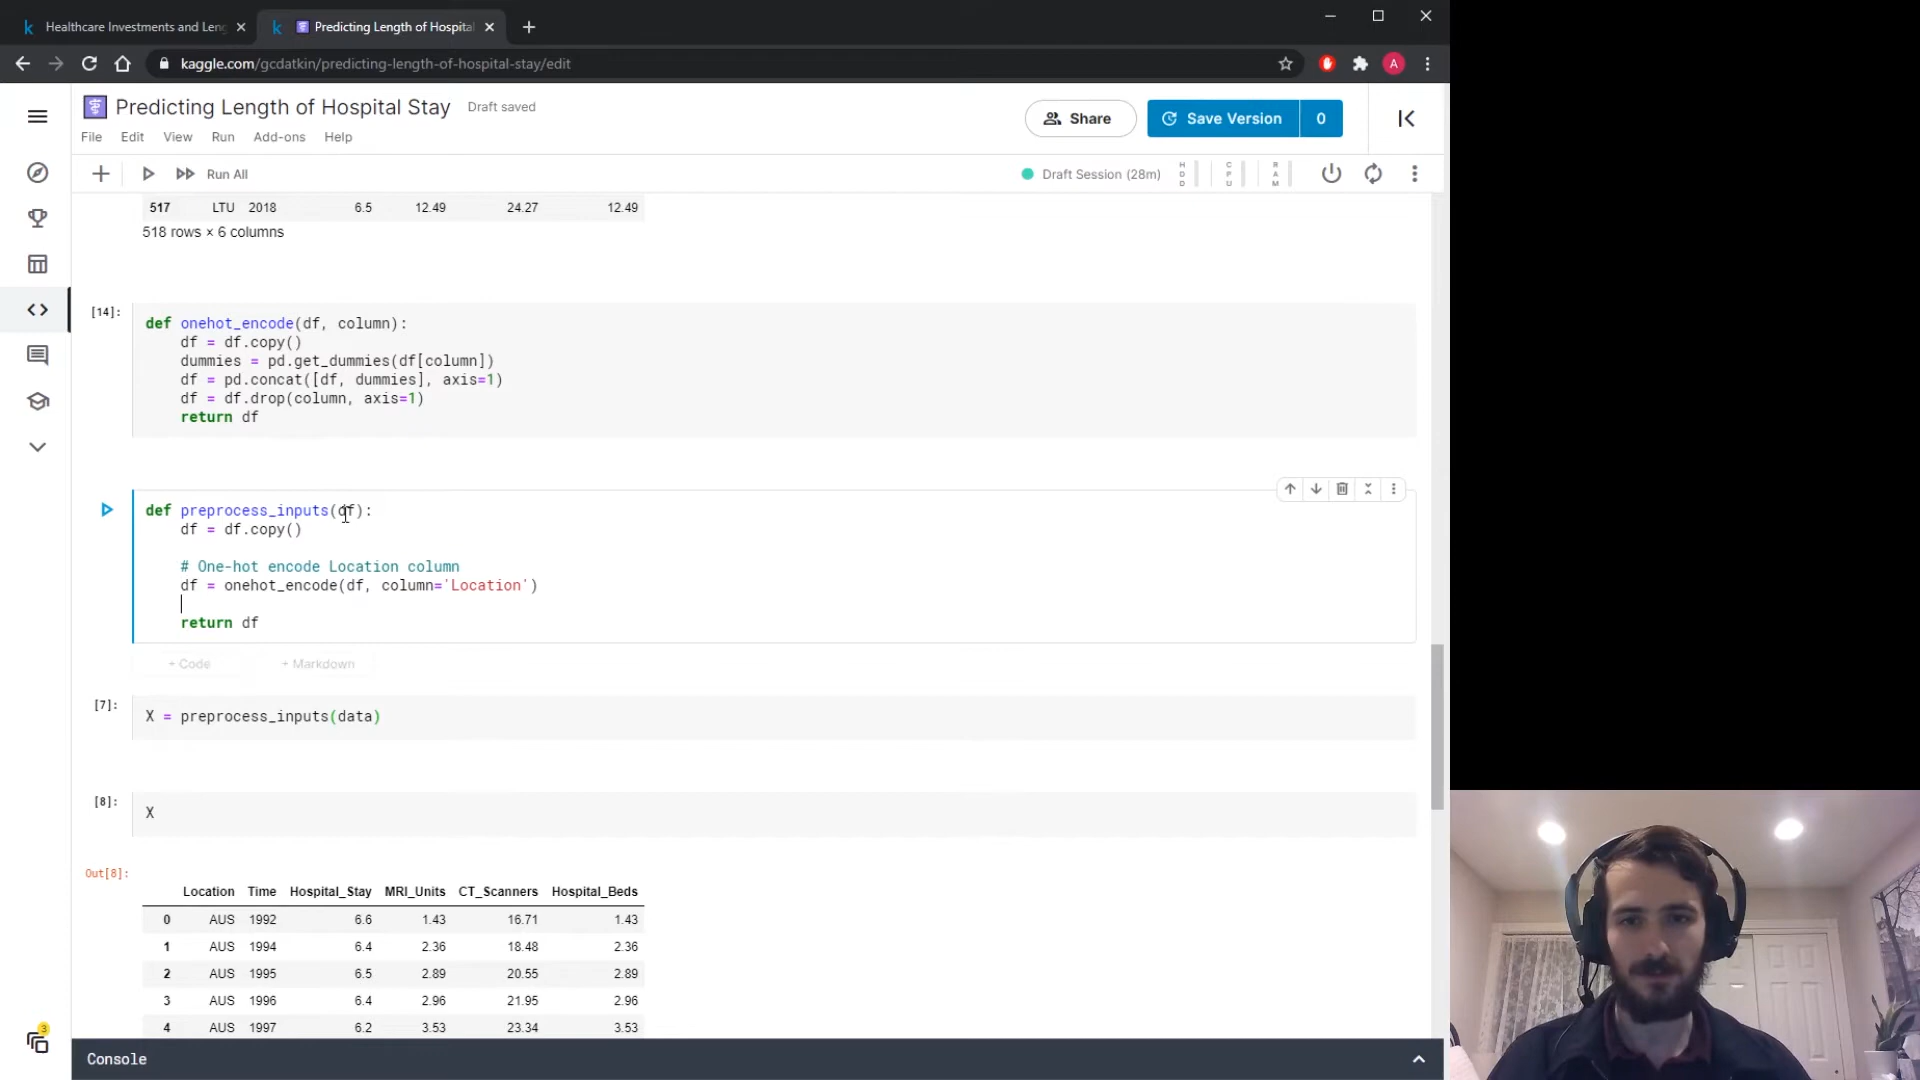 Healthcare Investments and Leng
Predicting Length of Hospital
kaggle.com/gcdatkin/predicting-length-of-hospital-stay/edit
A
Predicting Length of Hospital Stay
Draft saved
Share
Save Version
0
File
Edit
View
Run
Add-ons
Help
Run All
Draft Session (28m)
HDD
CPU
RAM
517 LTU 2018 6.5 12.49 24.27 12.49
518 rows × 6 columns
[14]:
def onehot_encode(df, column):
df = df.copy()
dummies = pd.get_dummies(df[column])
df = pd.concat([df, dummies], axis=1)
df = df.drop(column, axis=1)
return df
def preprocess_inputs(df):
df = df.copy()
# One-hot encode Location column
df = onehot_encode(df, column='Location')
return df
+ Code
+ Markdown
[7]:
X = preprocess_inputs(data)
[8]:
X
Out[8]:
Location Time Hospital_Stay MRI_Units CT_Scanners Hospital_Beds
0 AUS 1992 6.6 1.43 16.71 1.43
1 AUS 1994 6.4 2.36 18.48 2.36
2 AUS 1995 6.5 2.89 20.55 2.89
3 AUS 1996 6.4 2.96 21.95 2.96
4 AUS 1997 6.2 3.53 23.34 3.53
3
Console